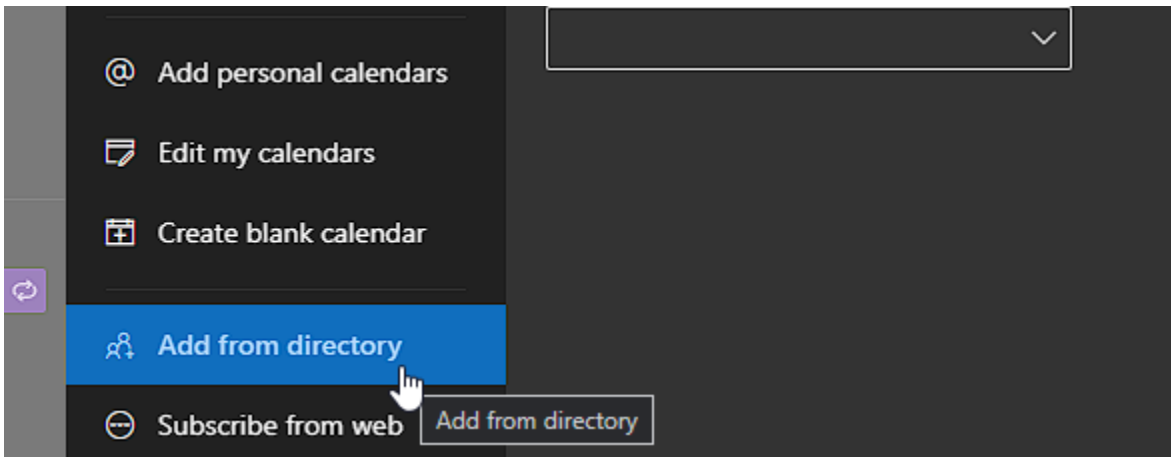 Add personal calendars
Edit my calendars
Create blank calendar
Add from directory
Subscribe from web
Add from directory